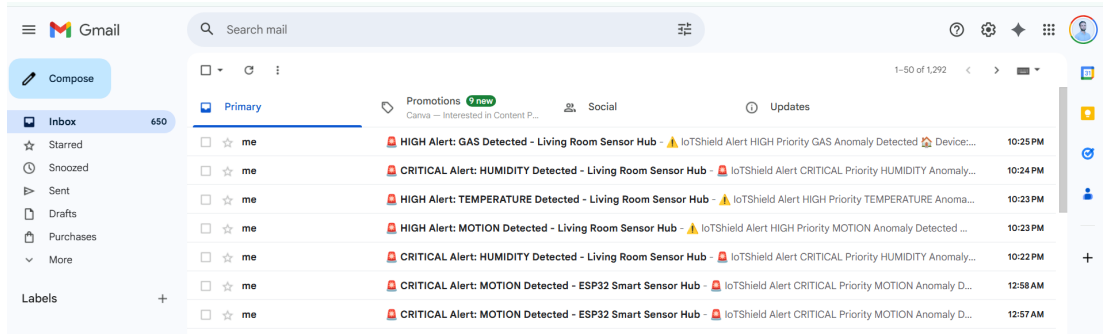 Gmail
Search mail
Compose
1–50 of 1,292
Inbox 650
Starred
Snoozed
Sent
Drafts
Purchases
More
Labels
Primary
Promotions 9 new
Canva — Interested in Content P...
Social
Updates
me 🚨 HIGH Alert: GAS Detected - Living Room Sensor Hub - ⚠️ IoTShield Alert HIGH Priority GAS Anomaly Detected 🏠 Device:... 10:25 PM
me 🚨 CRITICAL Alert: HUMIDITY Detected - Living Room Sensor Hub - 🚨 IoTShield Alert CRITICAL Priority HUMIDITY Anomaly... 10:24 PM
me 🚨 HIGH Alert: TEMPERATURE Detected - Living Room Sensor Hub - ⚠️ IoTShield Alert HIGH Priority TEMPERATURE Anoma... 10:23 PM
me 🚨 HIGH Alert: MOTION Detected - Living Room Sensor Hub - ⚠️ IoTShield Alert HIGH Priority MOTION Anomaly Detected ... 10:23 PM
me 🚨 CRITICAL Alert: HUMIDITY Detected - Living Room Sensor Hub - 🚨 IoTShield Alert CRITICAL Priority HUMIDITY Anomaly... 10:22 PM
me 🚨 CRITICAL Alert: MOTION Detected - ESP32 Smart Sensor Hub - 🚨 IoTShield Alert CRITICAL Priority MOTION Anomaly D... 12:58 AM
me 🚨 CRITICAL Alert: MOTION Detected - ESP32 Smart Sensor Hub - 🚨 IoTShield Alert CRITICAL Priority MOTION Anomaly D... 12:57 AM
31